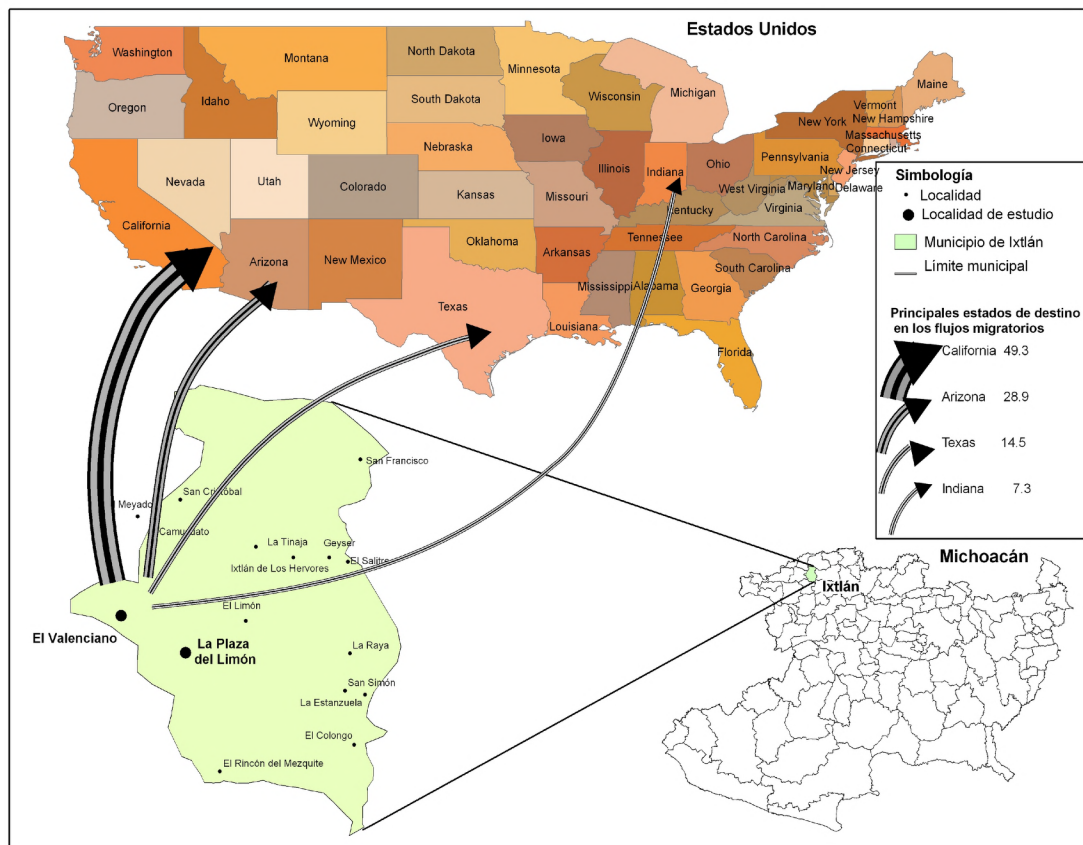 Estados Unidos
Washington
Montana
North Dakota
Minnesota
Maine
Oregon
Idaho
South Dakota
Wisconsin
Michigan
Vermont
New Hampshire
Wyoming
New York
Massachusetts
Connecticut
Iowa
Nebraska
Pennsylvania
Nevada
Utah
Colorado
Illinois
Indiana
Ohio
New Jersey
Kansas
Missouri
West Virginia
Maryland
Delaware
Virginia
Kentucky
California
Arizona
New Mexico
Oklahoma
Arkansas
Tennessee
North Carolina
South Carolina
Mississippi
Alabama
Georgia
Texas
Louisiana
Florida
Simbología
Localidad
Localidad de estudio
Municipio de Ixtlán
Limite municipal
Principales estados de destino
en los flujos migratorios
California 49.3
Arizona 28.9
Texas 14.5
Indiana 7.3
San Francisco
San Cristóbal
Meyado
La Tinaja
Geyser
El Salitre
Ixtlán de Los Hervores
El Limón
El Valenciano
La Plaza
del Limón
La Raya
San Simón
La Estanzuela
El Colongo
El Rincón del Mezquite
Michoacán
Ixtlán